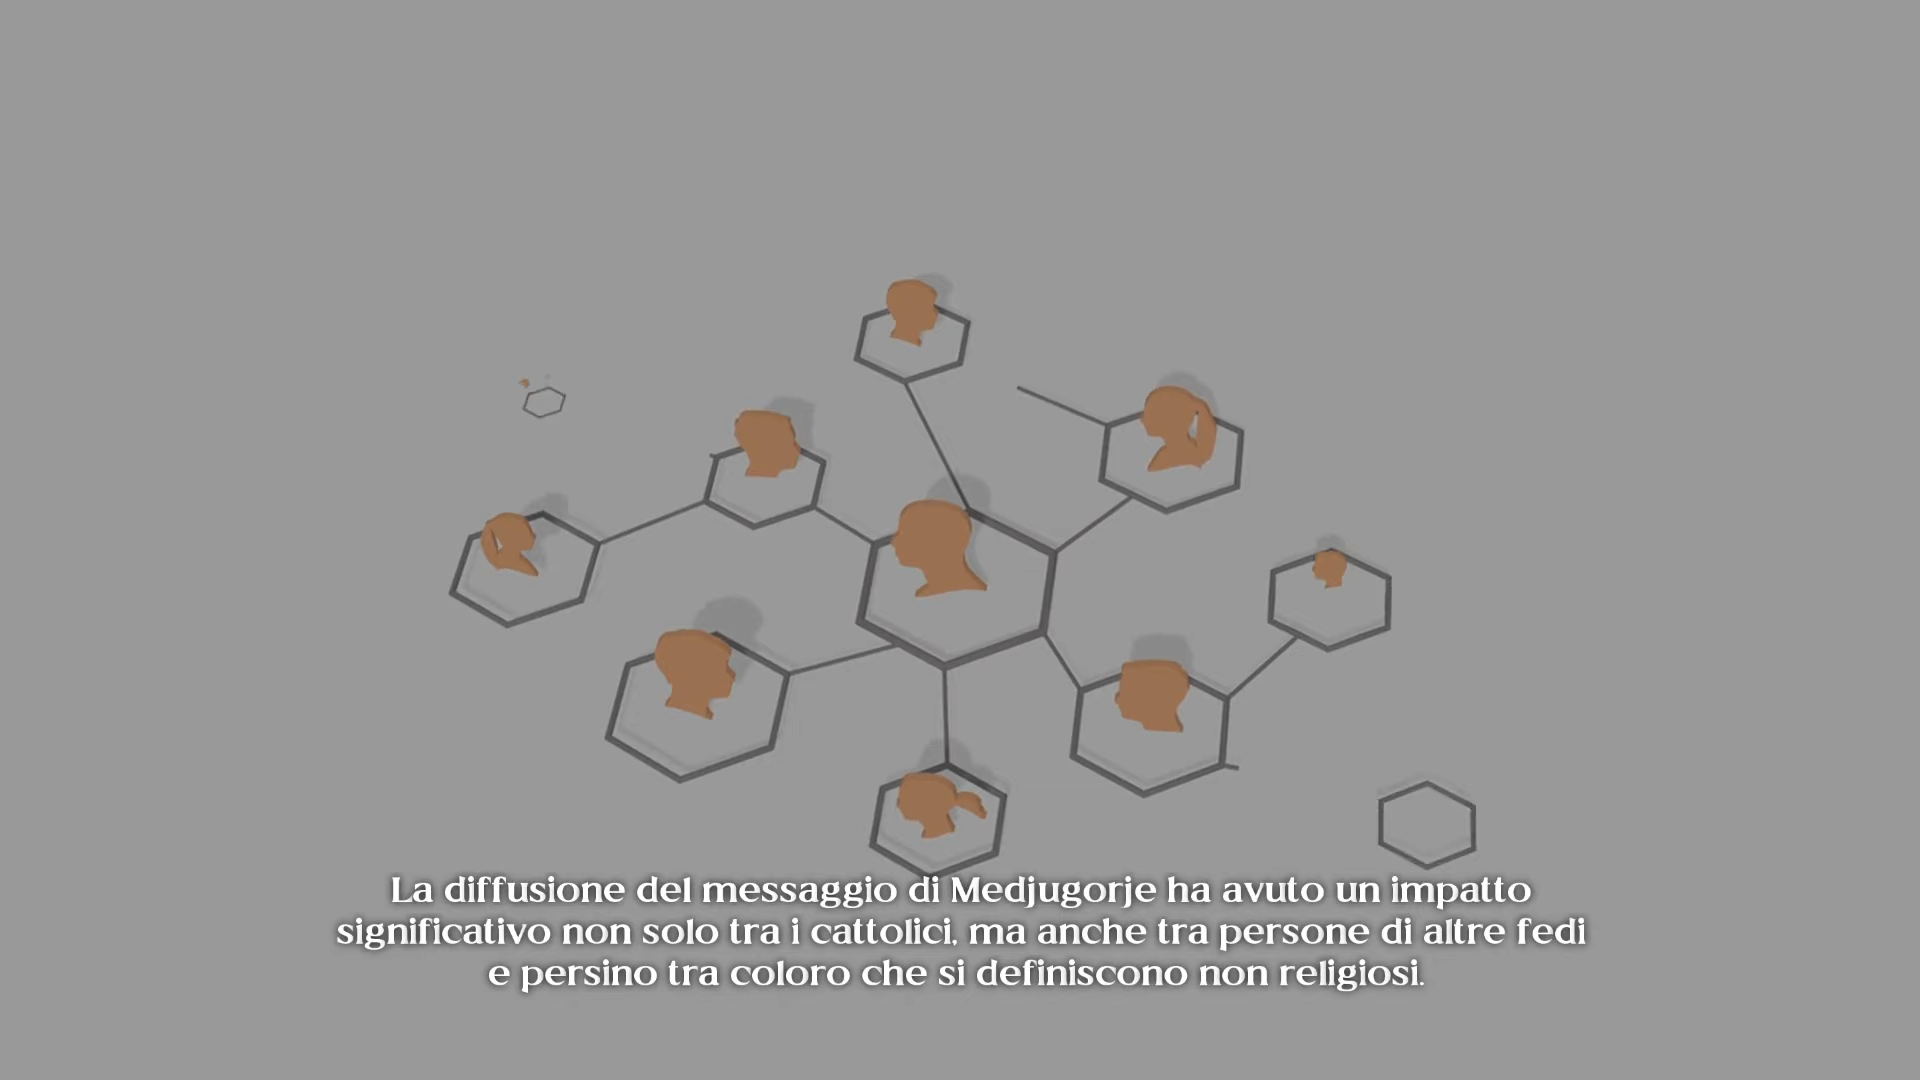 La diffusione del messaggio di Medjugorje ha avuto un impatto
significativo non solo tra i cattolici, ma anche tra persone di altre fedi
e persino tra coloro che si definiscono non religiosi.